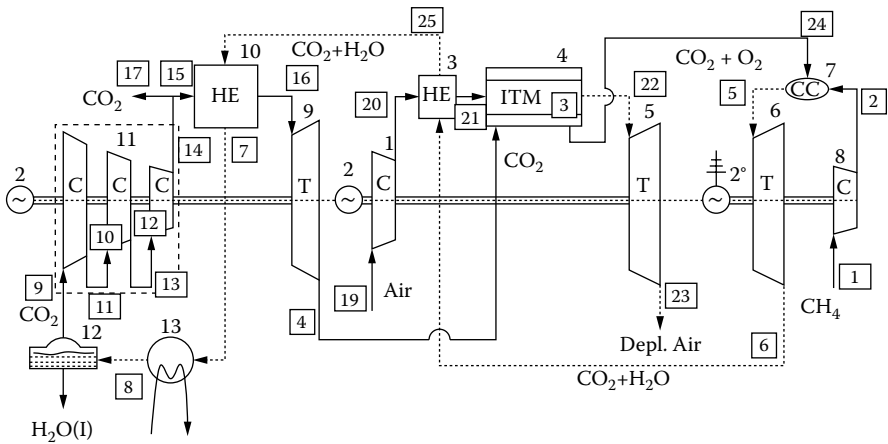 25
24
CO₂+H₂O
10
3
4
CO₂ + O₂
7
17
15
16
HE
9
20
HE
ITM
3
22
5
5
6
CC
2
CO₂
21
11
14
7
1
CO₂
8
2
C
C
C
T
2
C
T
2°
T
C
~
~
~
10
12
9
13
11
CO₂
19
Air
4
23
1
CH₄
12
13
Depl. Air
6
CO₂+H₂O
8
H₂O(I)